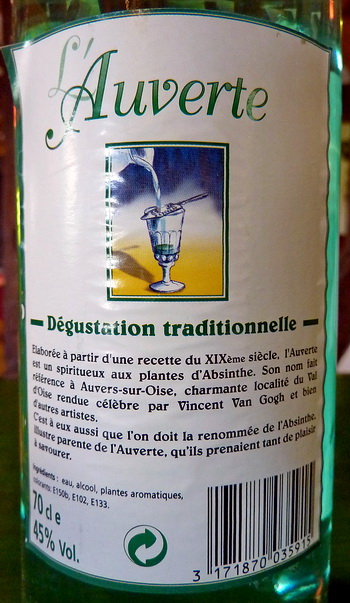 L'Auverte
Dégustation traditionnelle
Elaborée à partir d'une recette du XIXème siècle, l'Auverte
est un spiritueux aux plantes d'Absinthe. Son nom fait
référence à Auvers-sur-Oise, charmante localité du Val
d'Oise rendue célèbre par Vincent Van Gogh et bien
d'autres artistes.
C'est à eux aussi que l'on doit la renommée de l'Absinthe,
illustre parente de l'Auverte, qu'ils prenaient tant de plaisir
à savourer.
Ingrédients : eau, alcool, plantes aromatiques,
colorants: E150b, E102, E133.
70 cl e
45% Vol.
3 171870 035915